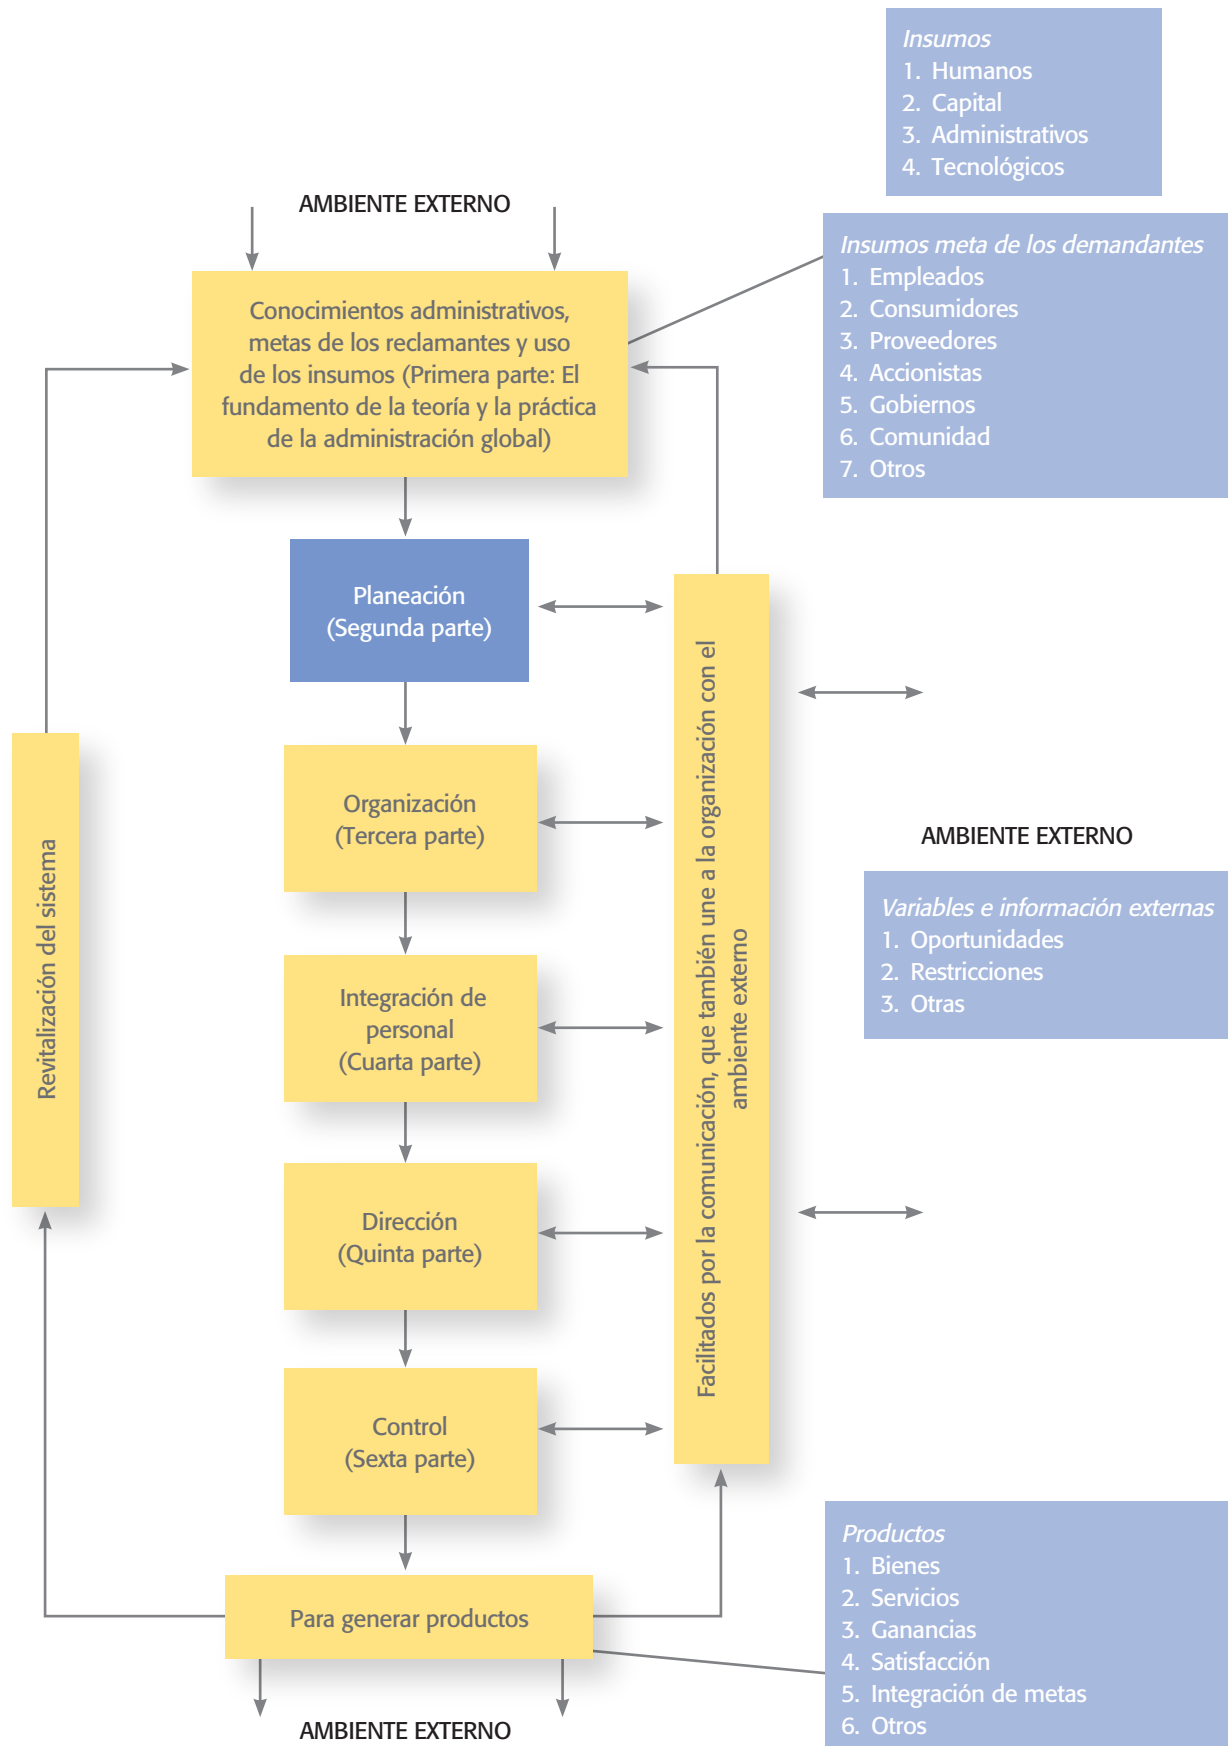 Insumos
1. Humanos
2. Capital
3. Administrativos
4. Tecnológicos
AMBIENTE EXTERNO
Insumos meta de los demandantes
1. Empleados
2. Consumidores
3. Proveedores
4. Accionistas
5. Gobiernos
6. Comunidad
7. Otros
Conocimientos administrativos,
metas de los reclamantes y uso
de los insumos (Primera parte: El
fundamento de la teoría y la práctica
de la administración global)
Planeación
(Segunda parte)
Organización
(Tercera parte)
Integración de
personal
(Cuarta parte)
Dirección
(Quinta parte)
Control
(Sexta parte)
Para generar productos
Revitalización del sistema
Facilitados por la comunicación, que también une a la organización con el
ambiente externo
AMBIENTE EXTERNO
Variables e información externas
1. Oportunidades
2. Restricciones
3. Otras
Productos
1. Bienes
2. Servicios
3. Ganancias
4. Satisfacción
5. Integración de metas
6. Otros
AMBIENTE EXTERNO